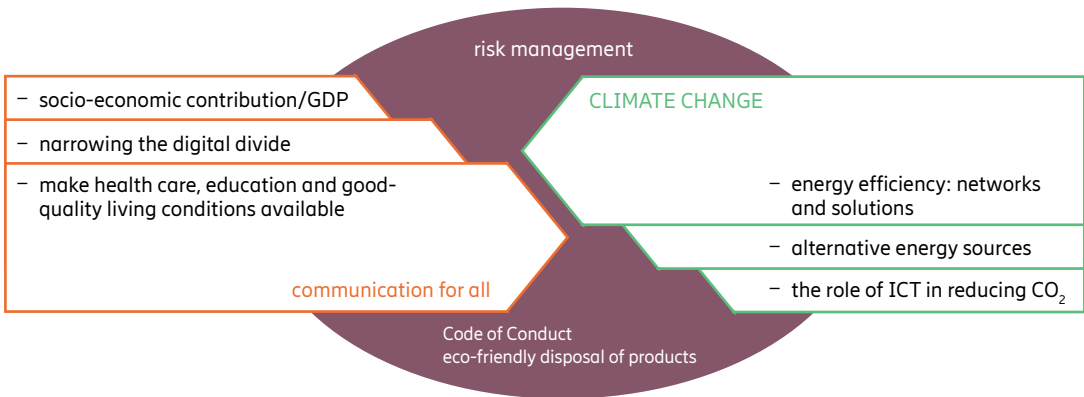 risk management
– socio-economic contribution/GDP
– narrowing the digital divide
– make health care, education and good-
quality living conditions available
communication for all
CLIMATE CHANGE
– energy efficiency: networks
and solutions
– alternative energy sources
– the role of ICT in reducing CO₂
Code of Conduct
eco-friendly disposal of products